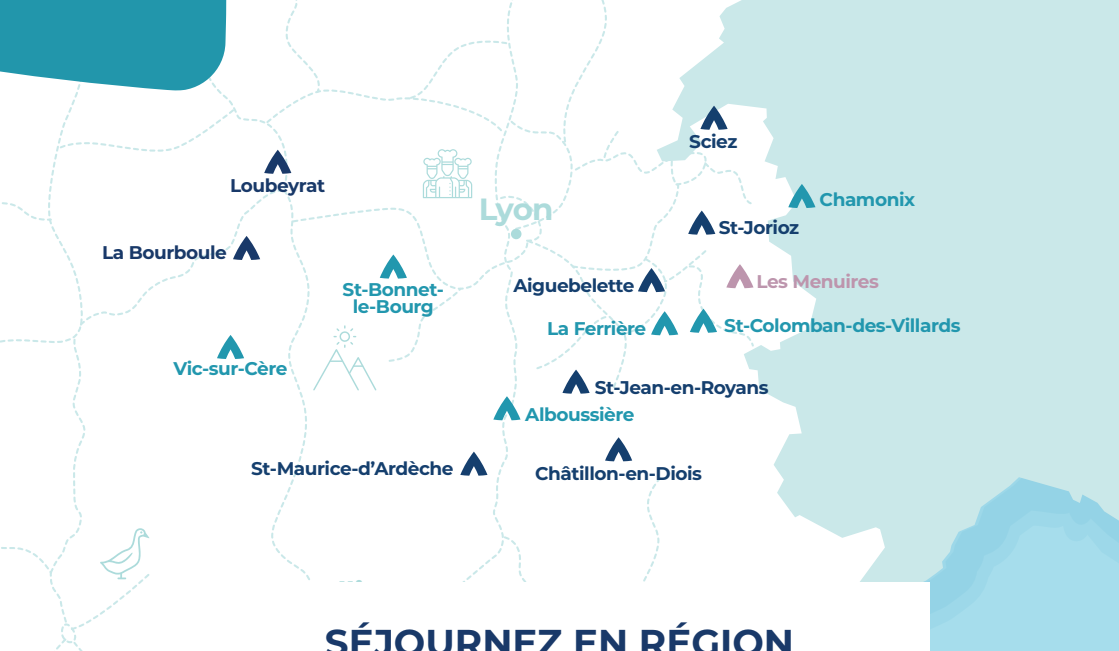 Sciez
Loubeyrat
Chamonix
Lyon
St-Jorioz
La Bourboule
Aiguebelette
Les Menuires
St-Bonnet-
le-Bourg
La Ferrière
St-Colomban-des-Villards
Vic-sur-Cère
St-Jean-en-Royans
Alboussière
St-Maurice-d’Ardèche
Châtillon-en-Diois
SÉJOURNEZ EN RÉGION